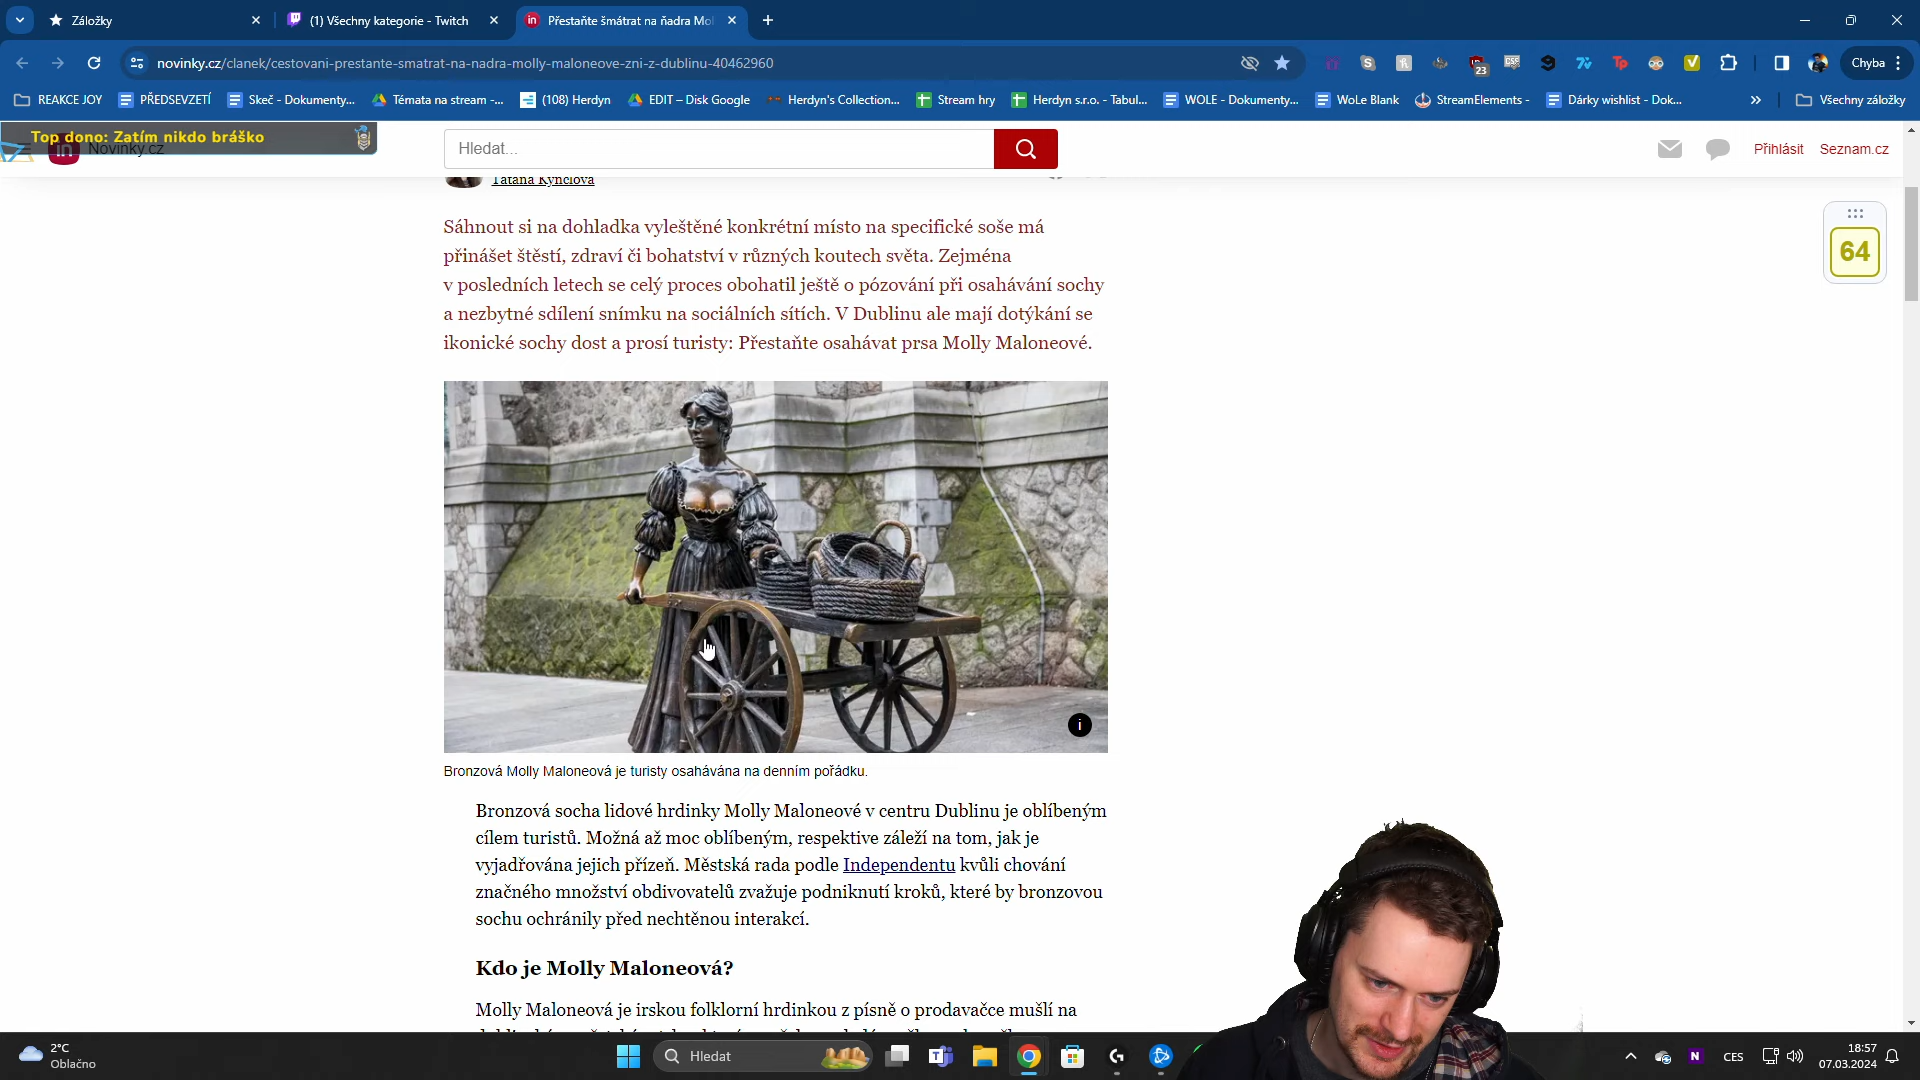 Záložky
(1) Všechny kategorie - Twitch
Přestaňte šmátrat na ňadra Mol
novinky.cz/clanek/cestovani-prestante-smatrat-na-nadra-molly-maloneove-zni-z-dublinu-40462960
23
Chyba
REAKCE JOY
PŘEDSEVZETÍ
Skeč - Dokumenty...
Témata na stream -...
(108) Herdyn
EDIT – Disk Google
Herdyn's Collection...
Stream hry
Herdyn s.r.o. - Tabul...
WOLE - Dokumenty...
WoLe Blank
StreamElements -
Dárky wishlist - Dok...
Všechny záložky
Top dono: Zatím nikdo bráško
Novinky.cz
Hledat...
Přihlásit
Seznam.cz
Taťána Kynčlová
64
Sáhnout si na dohladka vyleštěné konkrétní místo na specifické soše má
přinášet štěstí, zdraví či bohatství v různých koutech světa. Zejména
v posledních letech se celý proces obohatil ještě o pózování při osahávání sochy
a nezbytné sdílení snímku na sociálních sítích. V Dublinu ale mají dotýkání se
ikonické sochy dost a prosí turisty: Přestaňte osahávat prsa Molly Maloneové.
i
Bronzová Molly Maloneová je turisty osahávána na denním pořádku.
Bronzová socha lidové hrdinky Molly Maloneové v centru Dublinu je oblíbeným
cílem turistů. Možná až moc oblíbeným, respektive záleží na tom, jak je
vyjadřována jejich přízeň. Městská rada podle Independentu kvůli chování
značného množství obdivovatelů zvažuje podniknutí kroků, které by bronzovou
sochu ochránily před nechtěnou interakcí.
Kdo je Molly Maloneová?
Molly Maloneová je irskou folklorní hrdinkou z písně o prodavačce mušlí na
2°C
Oblačno
Hledat
CES
18:57
07.03.2024